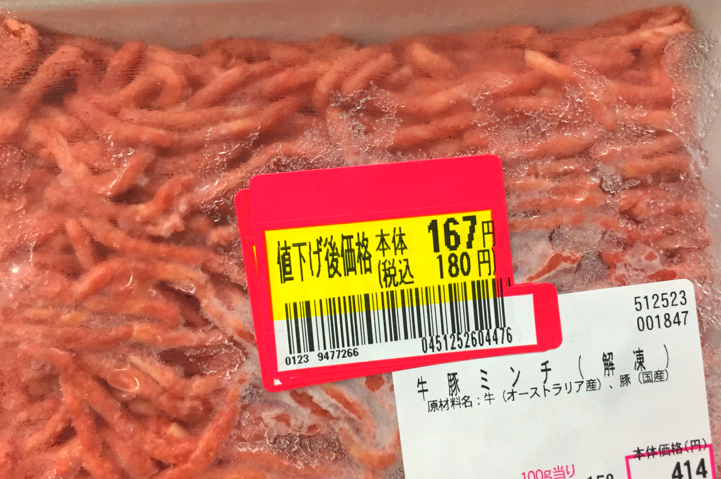 値下げ後価格 本体 167円
(税込 180円)
0123 9477266 0451252604476
512523
001847
牛豚ミンチ(解凍)
原材料名:牛(オーストラリア産)、豚(国産)
本体価格(円)
100g当り
414